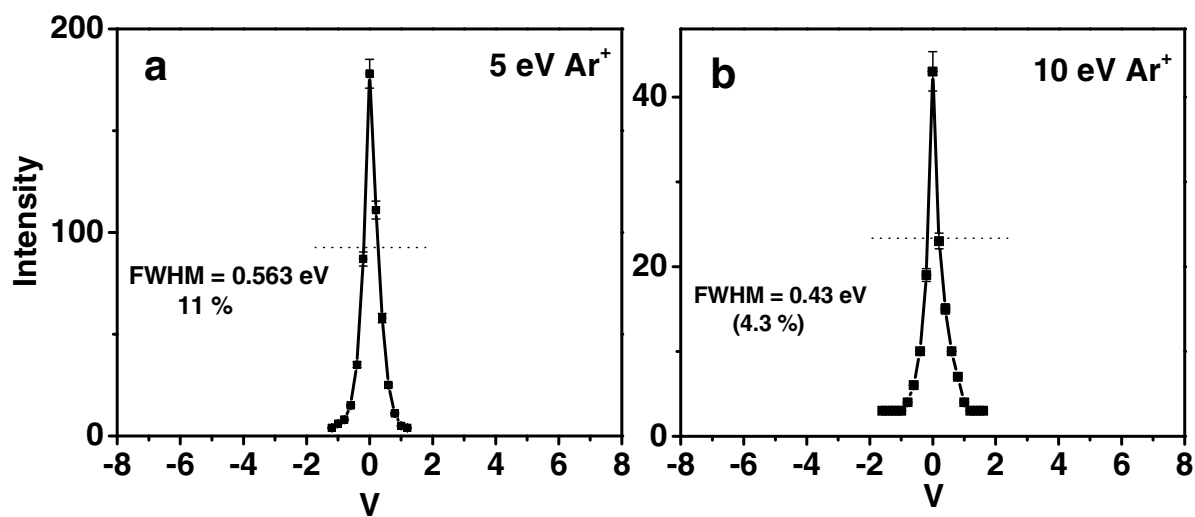 a
5 eV Ar⁺
Intensity
200
100
0
FWHM = 0.563 eV
11 %
-8 -6 -4 -2 0 2 4 6 8
V
b
10 eV Ar⁺
40
20
0
FWHM = 0.43 eV
(4.3 %)
-8 -6 -4 -2 0 2 4 6 8
V